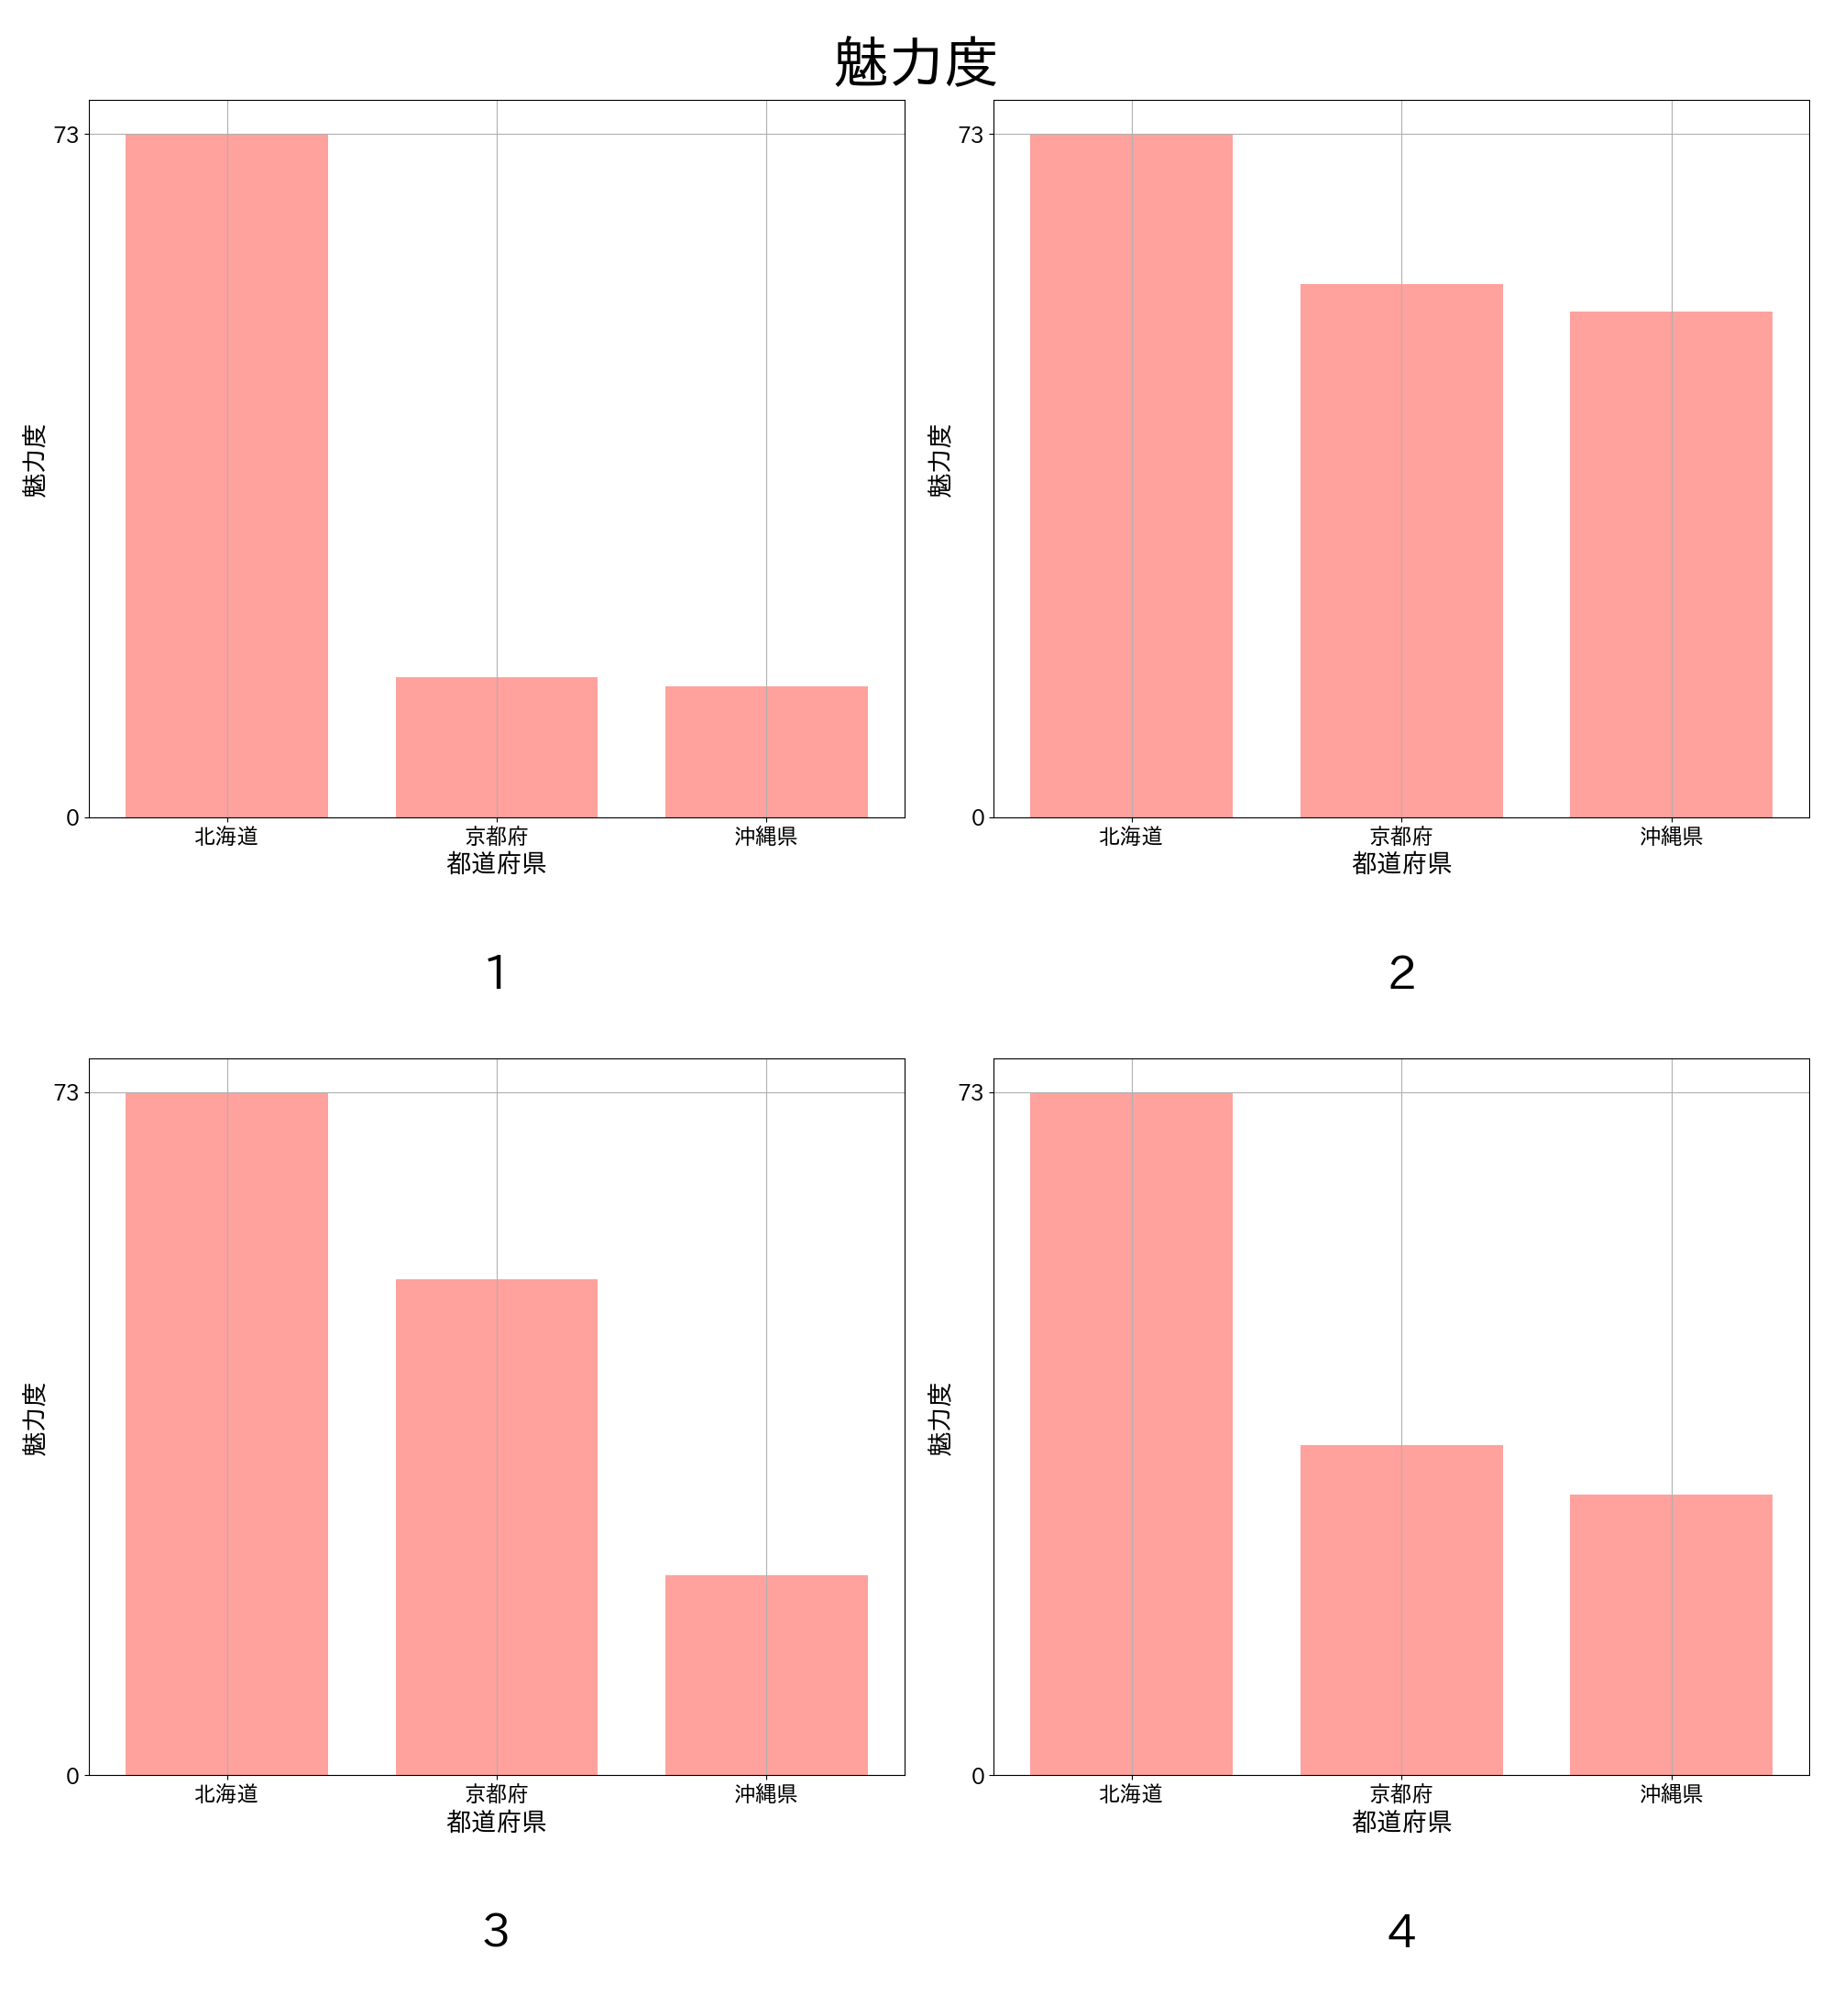 魅力度
73
魅力度
0
北海道 京都府 沖縄県
都道府県
1
73
魅力度
0
北海道 京都府 沖縄県
都道府県
2
73
魅力度
0
北海道 京都府 沖縄県
都道府県
3
73
魅力度
0
北海道 京都府 沖縄県
都道府県
4